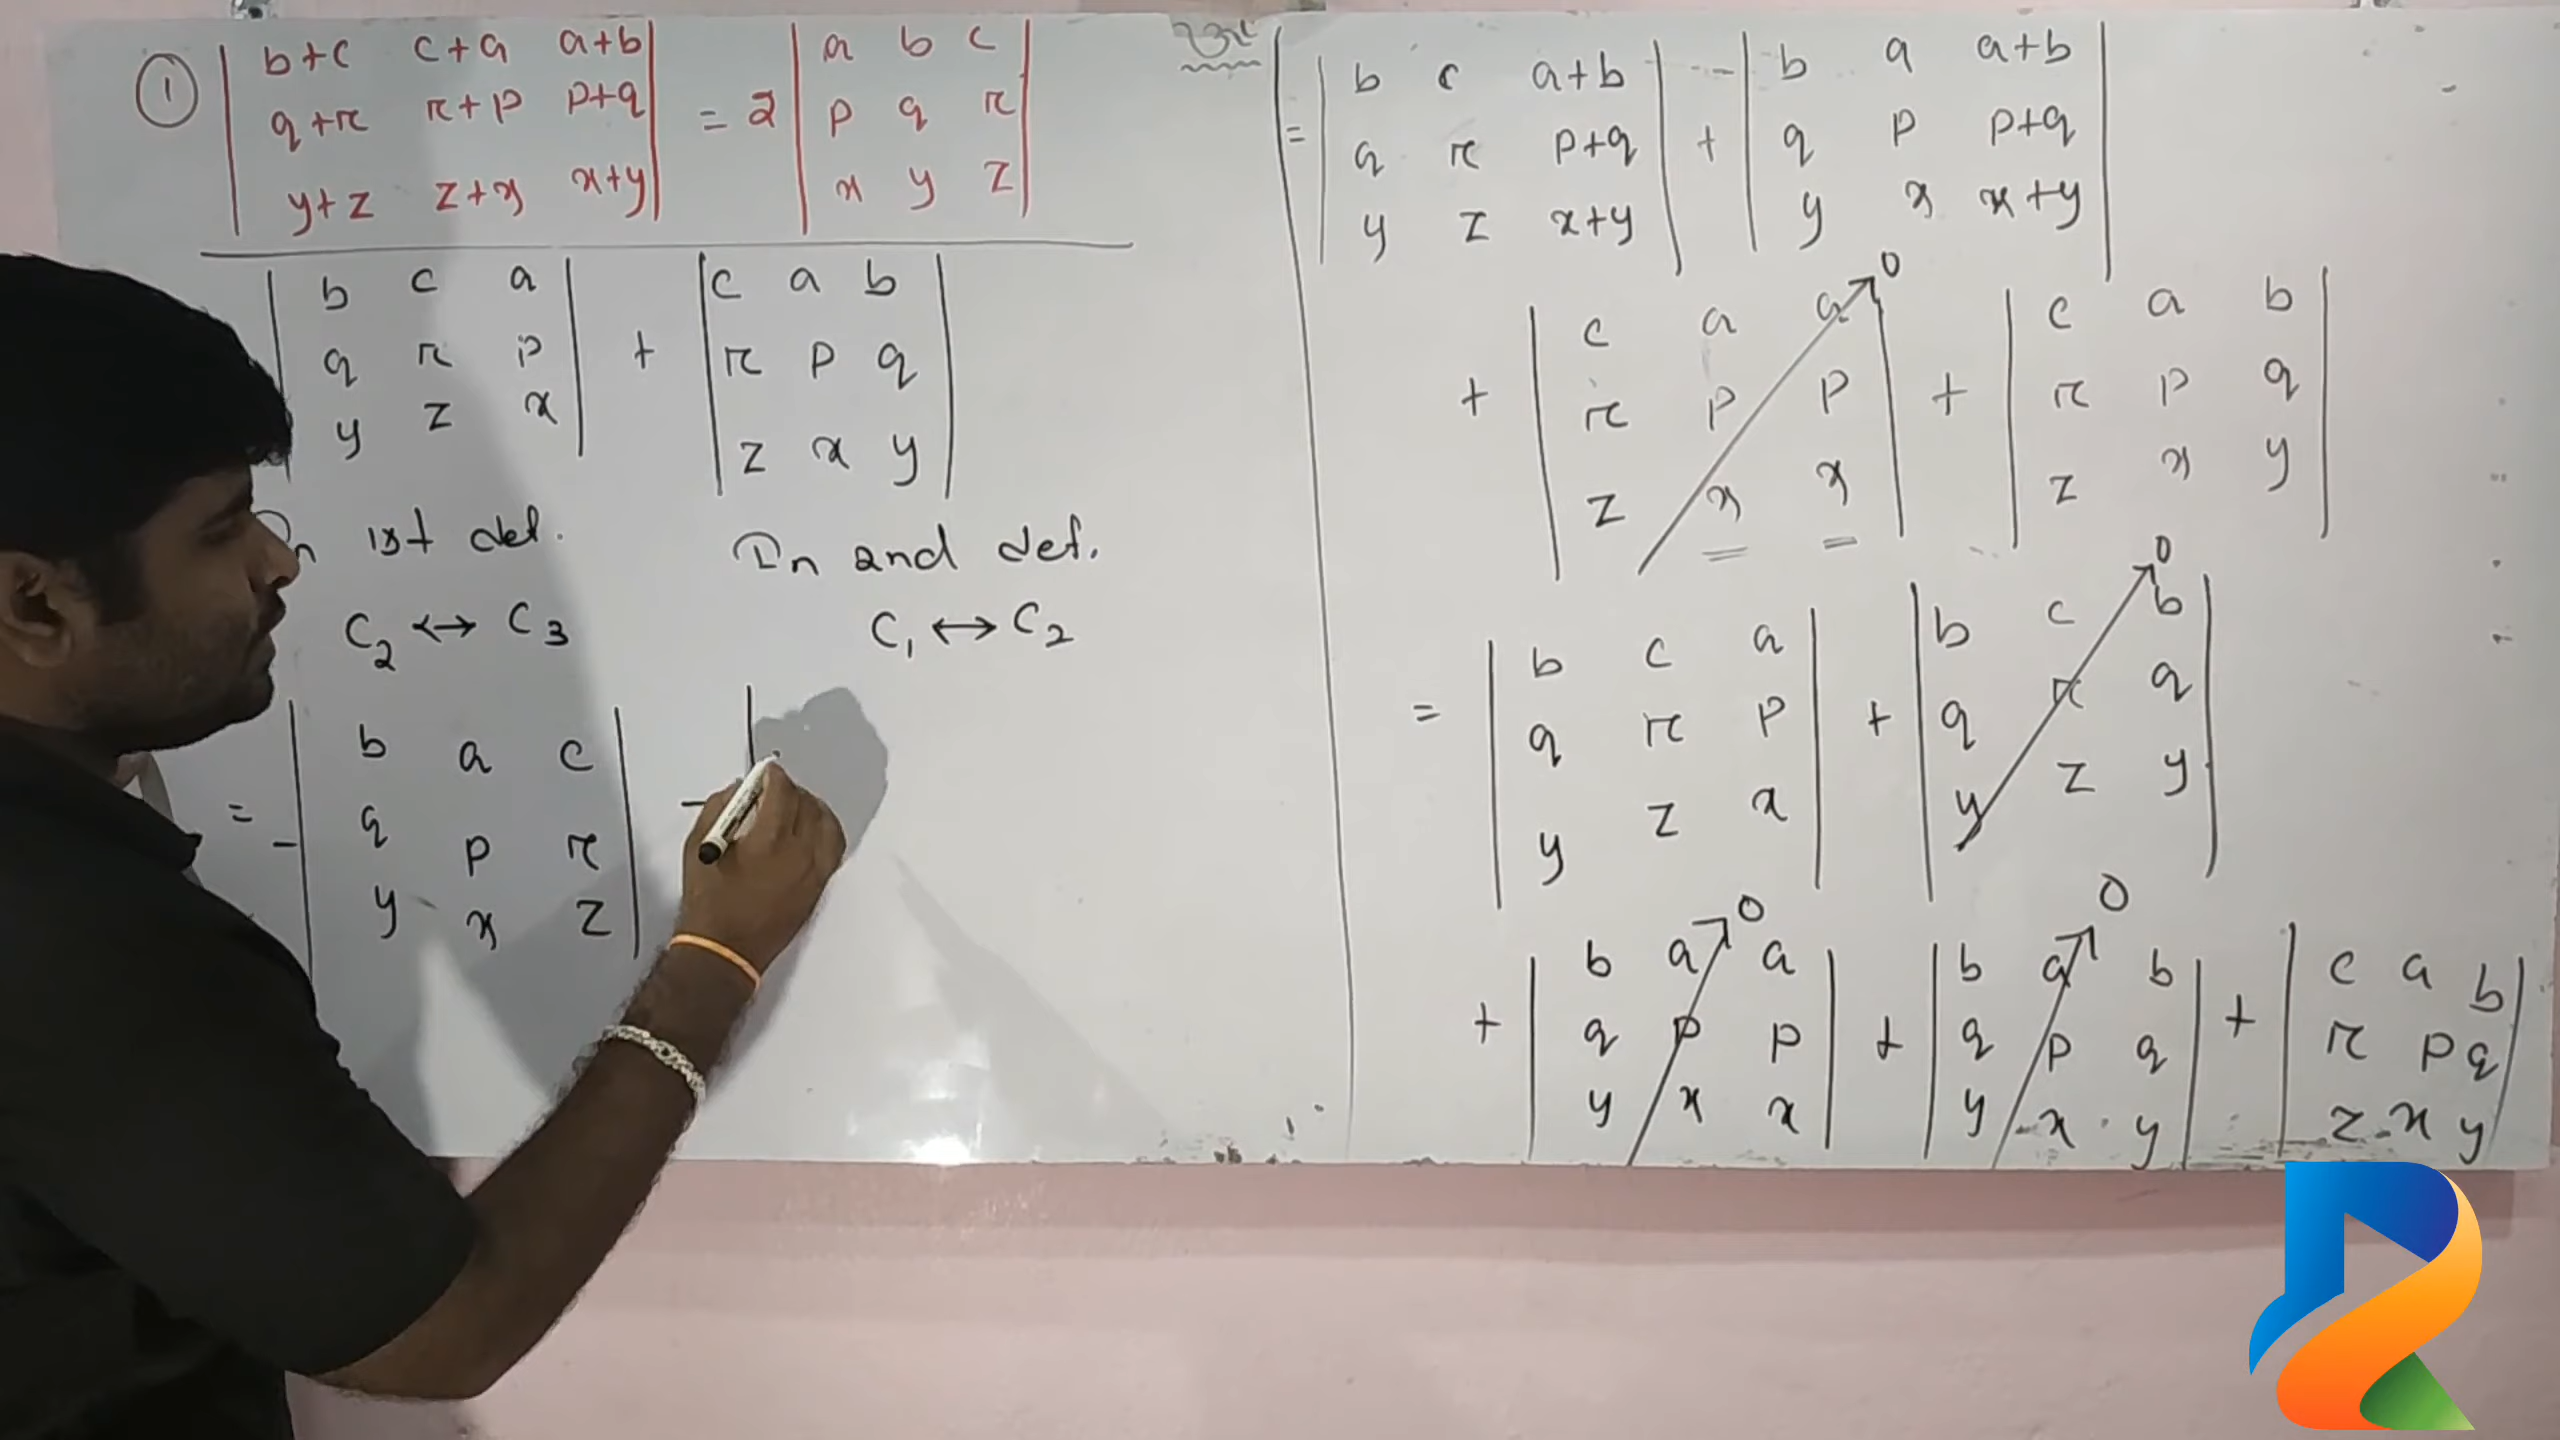 ① | b+c c+a a+b | = 2 | a b c |
| q+r r+p p+q | | p q r |
| y+z z+x x+y | | x y z |
| b c a | + | c a b |
| q r p | | r p q |
| y z x | | z x y |
In 1st det. In 2nd det.
C₂ ↔ C₃ C₁ ↔ C₂
= - | b a c | - |
| q p r |
| y x z |
= | b c a+b | + | b a a+b |
| q r p+q | | q p p+q |
| y z x+y | | y x x+y |
+ | c a a | 0 + | c a b |
| r p p | | r p q |
| z x x | | z x y |
= | b c a | + | b c b | 0
| q r p | | q r q |
| y z x | | y z y |
+ | b a a | 0 + | b a b | 0 + | c a b |
| q p p | | q p q | | r p q |
| y x x | | y x y | | z x y |